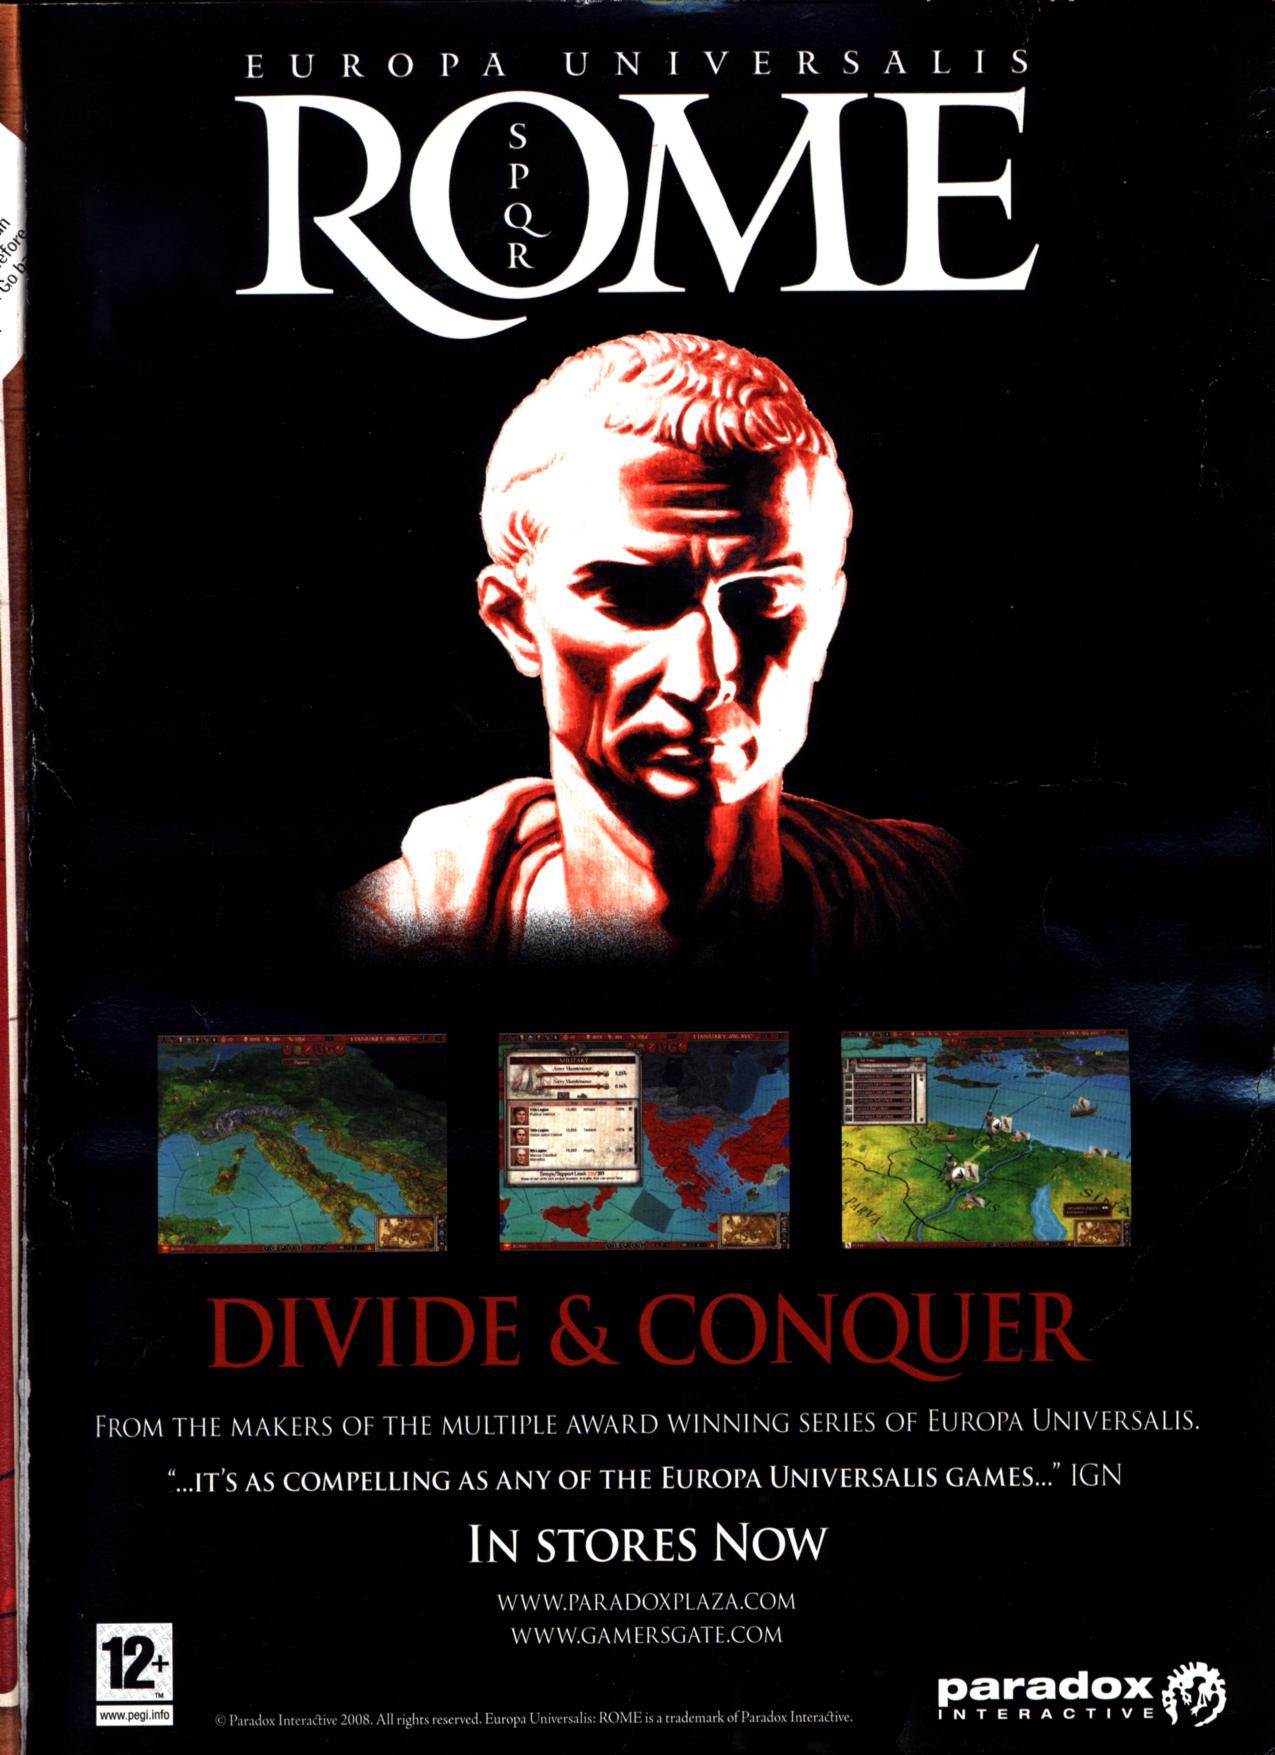 EUROPA UNIVERSALIS
ROME
S
P
Q
R
MILITARY
DIVIDE & CONQUER
FROM THE MAKERS OF THE MULTIPLE AWARD WINNING SERIES OF EUROPA UNIVERSALIS.
"...IT'S AS COMPELLING AS ANY OF THE EUROPA UNIVERSALIS GAMES..." IGN
IN STORES NOW
WWW.PARADOXPLAZA.COM
WWW.GAMERSGATE.COM
12+
TM
www.pegi.info
© Paradox Interactive 2008. All rights reserved. Europa Universalis: ROME is a trademark of Paradox Interactive.
paradox
INTERACTIVE